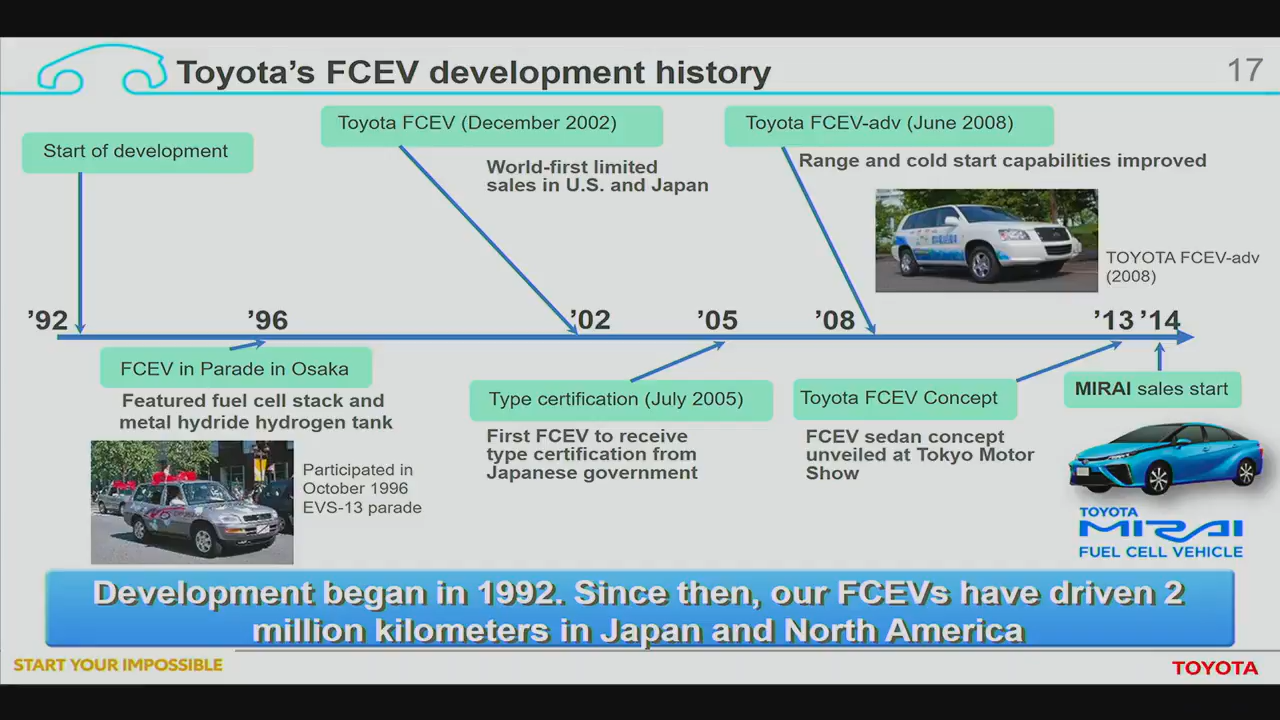 Toyota's FCEV development history
17
Start of development
Toyota FCEV (December 2002)
World-first limited
sales in U.S. and Japan
Toyota FCEV-adv (June 2008)
Range and cold start capabilities improved
TOYOTA FCEV-adv
(2008)
'92
'96
'02
'05
'08
'13
'14
FCEV in Parade in Osaka
Featured fuel cell stack and
metal hydride hydrogen tank
Participated in
October 1996
EVS-13 parade
Type certification (July 2005)
First FCEV to receive
type certification from
Japanese government
Toyota FCEV Concept
FCEV sedan concept
unveiled at Tokyo Motor
Show
MIRAI sales start
TOYOTA
MIRAI
FUEL CELL VEHICLE
Development began in 1992. Since then, our FCEVs have driven 2
million kilometers in Japan and North America
START YOUR IMPOSSIBLE
TOYOTA